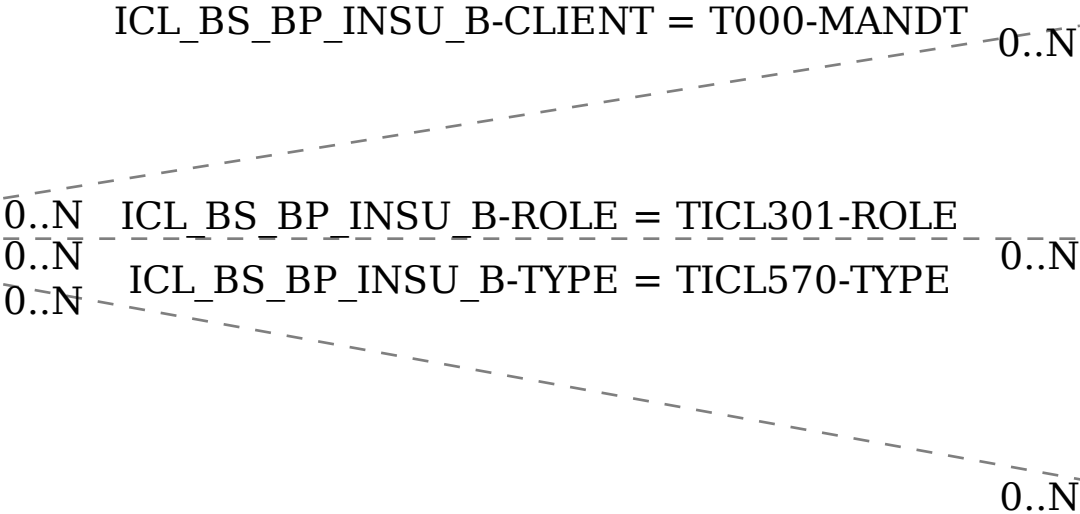 ICL_BS_BP_INSU_B-CLIENT = T000-MANDT
0..N
0..N
ICL_BS_BP_INSU_B-ROLE = TICL301-ROLE
0..N
0..N
ICL_BS_BP_INSU_B-TYPE = TICL570-TYPE
0..N
0..N